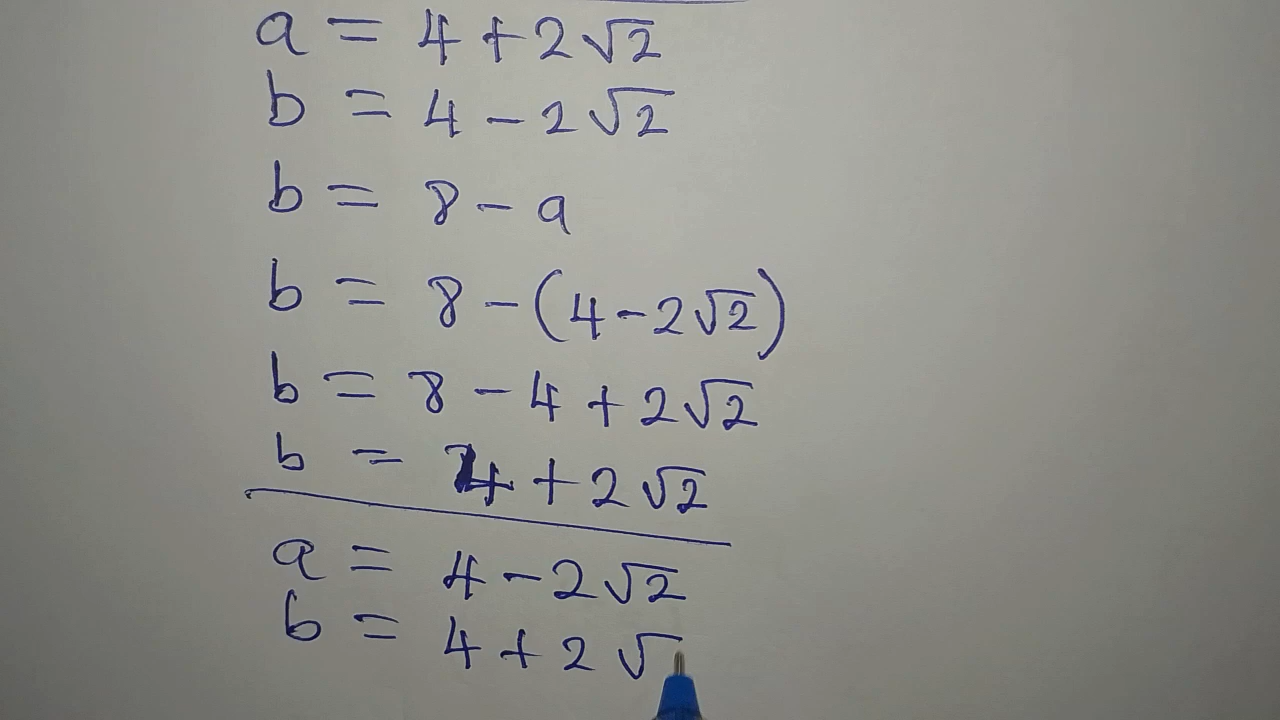 a = 4 + 2√2
b = 4 - 2√2
b = 8 - a
b = 8 - (4 - 2√2)
b = 8 - 4 + 2√2
b = 4 + 2√2
a = 4 - 2√2
b = 4 + 2√